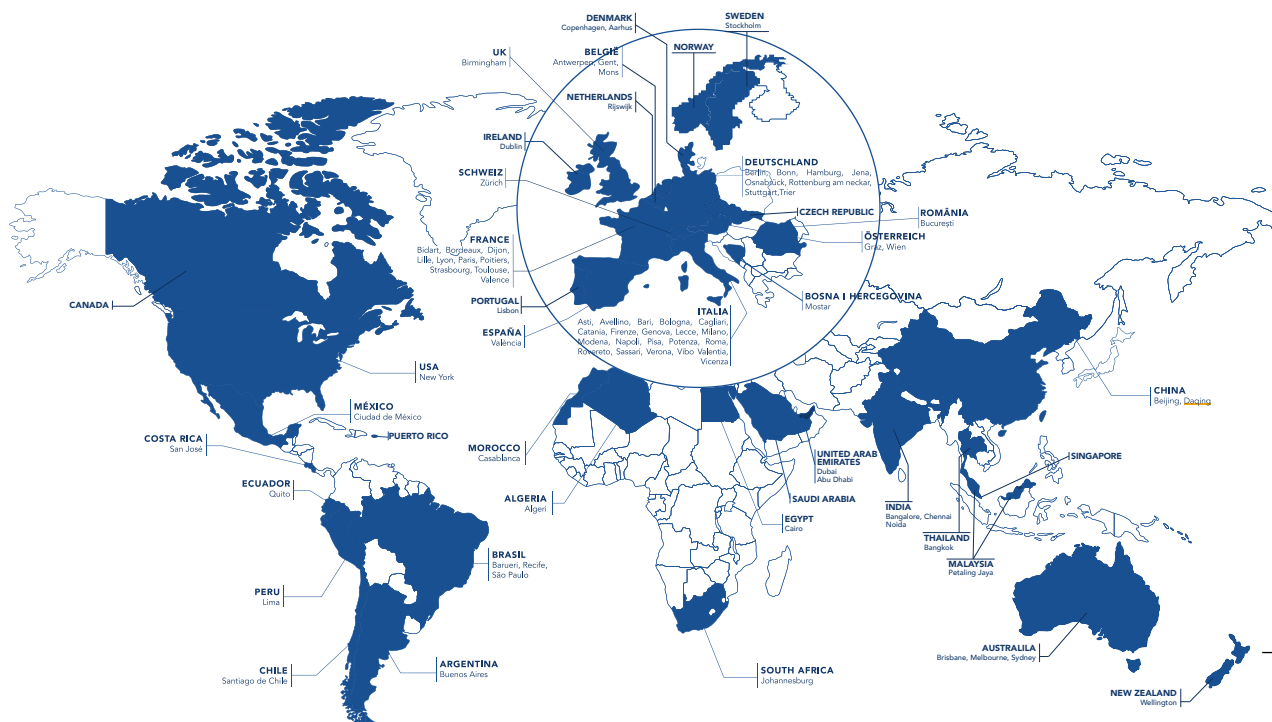 DENMARK
Copenhagen, Aarhus
SWEDEN
Stockholm
NORWAY
UK
Birmingham
BELGIË
Antwerpen, Gent,
Mons
NETHERLANDS
Rijswijk
IRELAND
Dublin
SCHWEIZ
Zürich
DEUTSCHLAND
Berlin, Bonn, Hamburg, Jena,
Osnabrück, Rottenburg am neckar,
Stuttgart,Trier
CZECH REPUBLIC
ROMÂNIA
București
ÖSTERREICH
Graz, Wien
FRANCE
Bidart, Bordeaux, Dijon,
Lille, Lyon, Paris, Poitiers,
Strasbourg, Toulouse,
Valence
BOSNA I HERCEGOVINA
Mostar
PORTUGAL
Lisbon
ESPAÑA
València
ITALIA
Asti, Avellino, Bari, Bologna, Cagliari,
Catania, Firenze, Genova, Lecce, Milano,
Modena, Napoli, Pisa, Potenza, Roma,
Rovereto, Sassari, Verona, Vibo Valentia,
Vicenza
CANADA
USA
New York
MÉXICO
Ciudad de México
PUERTO RICO
COSTA RICA
San José
ECUADOR
Quito
BRASIL
Barueri, Recife,
São Paulo
PERU
Lima
CHILE
Santiago de Chile
ARGENTINA
Buenos Aires
MOROCCO
Casablanca
ALGERIA
Algeri
UNITED ARAB
EMIRATES
Dubai
Abu Dhabi
SAUDI ARABIA
EGYPT
Cairo
SOUTH AFRICA
Johannesburg
CHINA
Beijing, Daqing
SINGAPORE
INDIA
Bangalore, Chennai
Noida
THAILAND
Bangkok
MALAYSIA
Petaling Jaya
AUSTRALILA
Brisbane, Melbourne, Sydney
NEW ZEALAND
Wellington